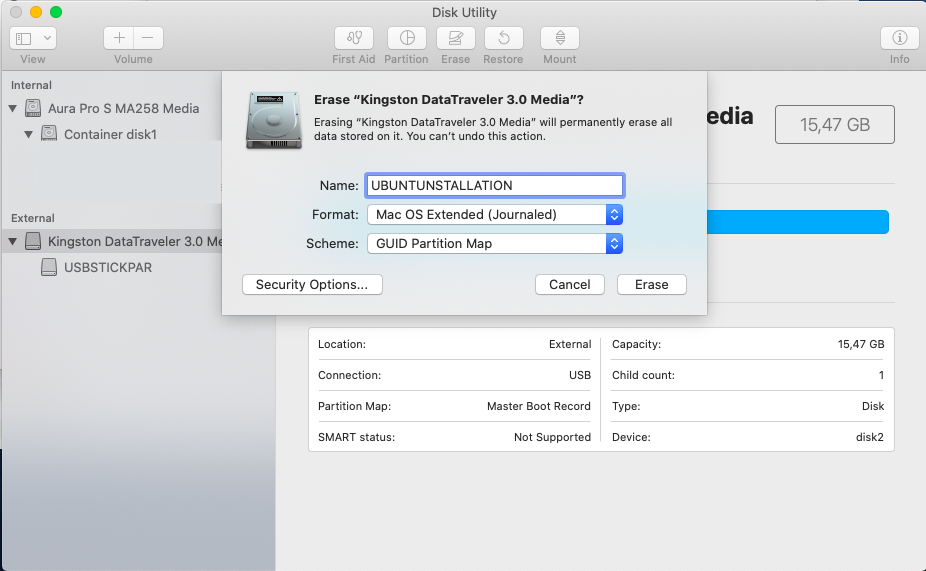 Disk Utility
View
Volume
First Aid
Partition
Erase
Restore
Mount
Info
Internal
Aura Pro S MA258 Media
Container disk1
External
Kingston DataTraveler 3.0 Me
USBSTICKPAR
edia
15,47 GB
Erase “Kingston DataTraveler 3.0 Media”?
Erasing “Kingston DataTraveler 3.0 Media” will permanently erase all
data stored on it. You can’t undo this action.
Name: UBUNTUNSTALLATION
Format: Mac OS Extended (Journaled)
Scheme: GUID Partition Map
Security Options...
Cancel
Erase
Location: External
Connection: USB
Partition Map: Master Boot Record
SMART status: Not Supported
Capacity: 15,47 GB
Child count: 1
Type: Disk
Device: disk2